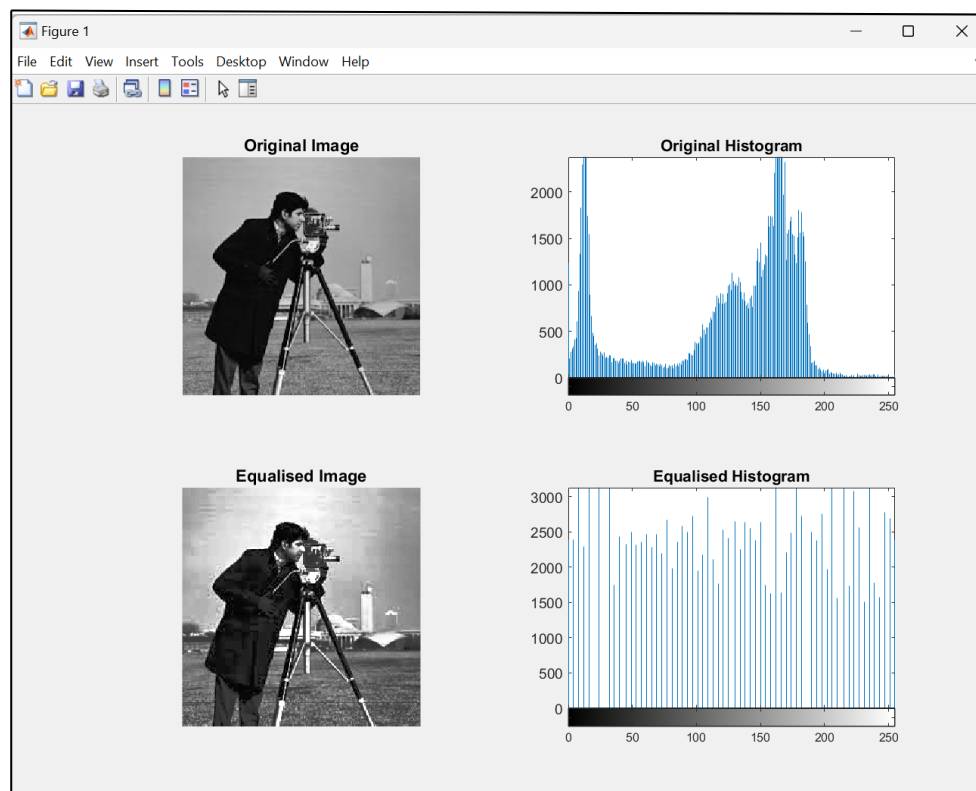 Figure 1
File Edit View Insert Tools Desktop Window Help
Original Image
Original Histogram
2000
1500
1000
500
0
0 50 100 150 200 250
Equalised Image
Equalised Histogram
3000
2500
2000
1500
1000
500
0
0 50 100 150 200 250